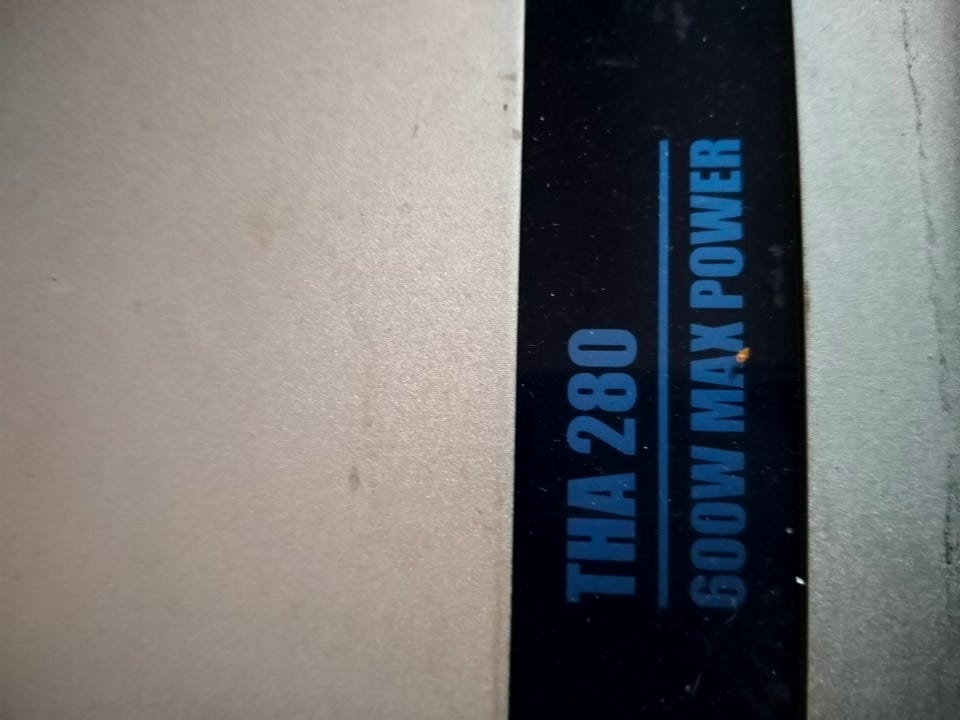 THA 280
600W MAX POWER